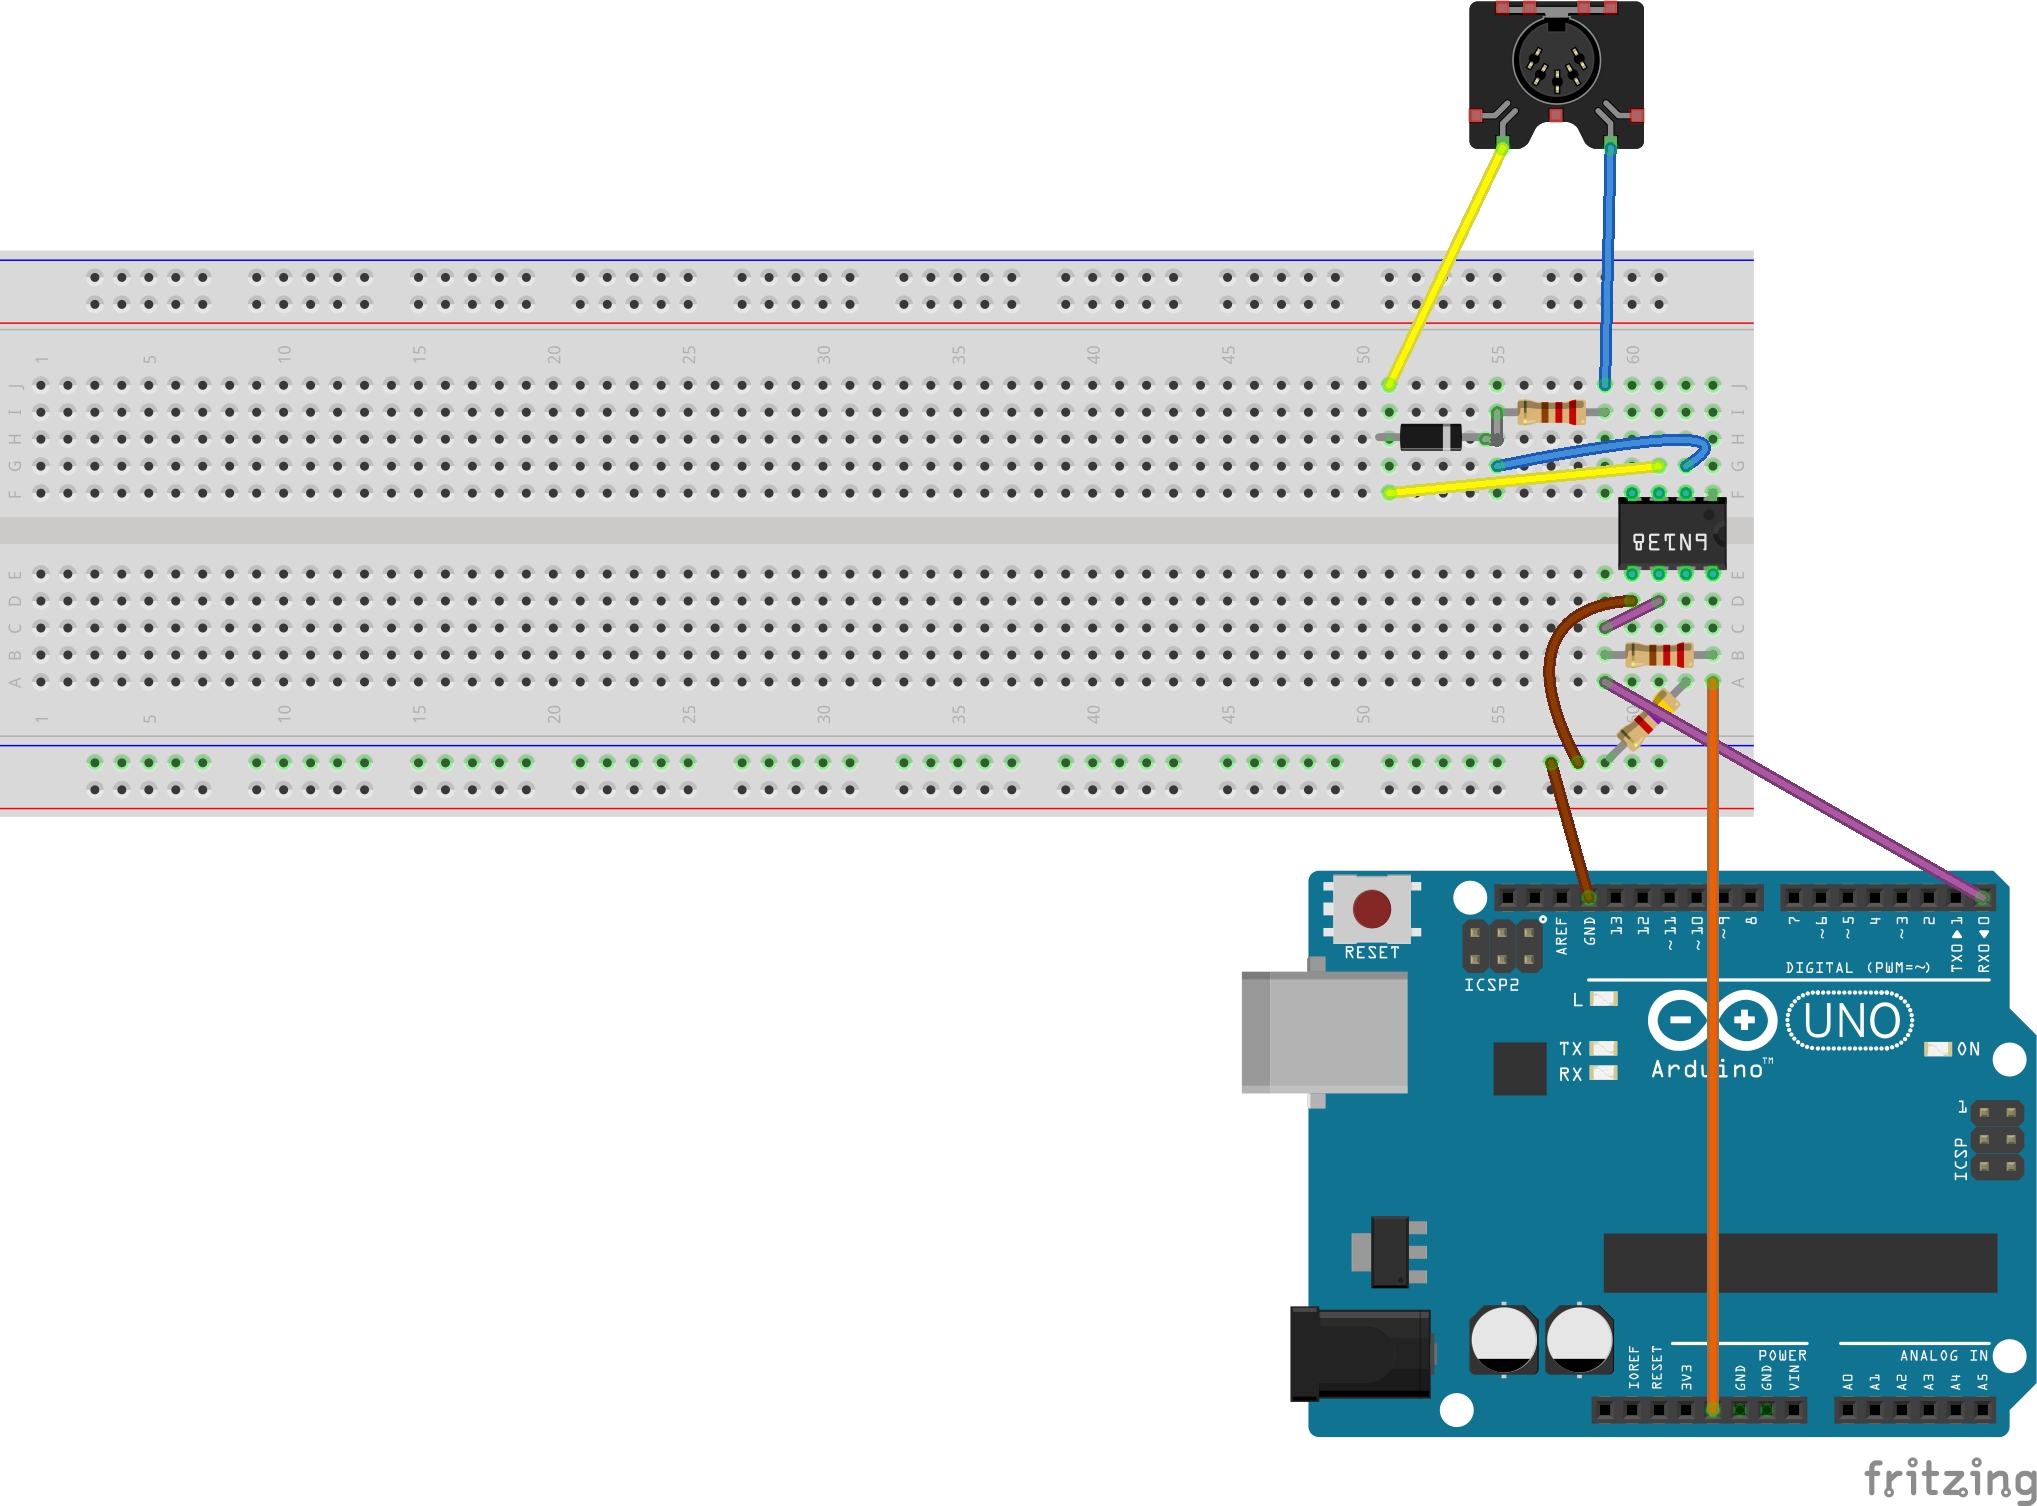 1 5 10 15 20 25 30 35 40 45 50 55 60
J J
I I
H H
G G
F F
6N138
E E
D D
C C
B B
A A
1 5 10 15 20 25 30 35 40 45 50 55 60
RESET
ICSP2
AREF
GND
13
12
~11
~10
~9
8
7
~6
~5
4
~3
2
TX0▶1
RX0◀0
DIGITAL (PWM=~)
L
TX
RX
UNO
Arduino™
ON
1
ICSP
POWER
ANALOG IN
IOREF
RESET
3V3
GND
GND
VIN
A0
A1
A2
A3
A4
A5
fritzing